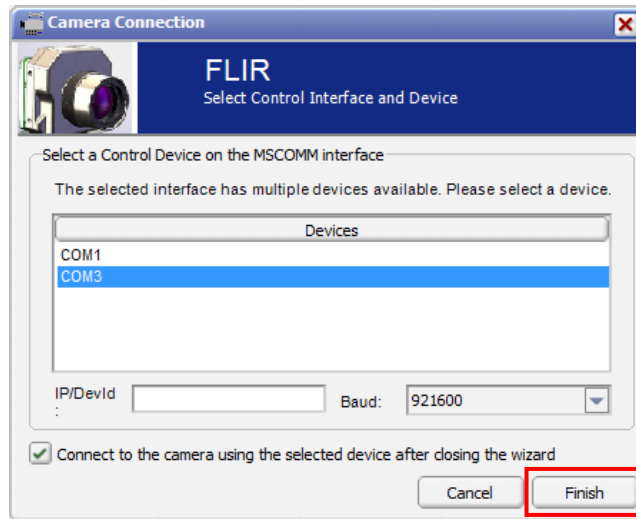 Camera Connection
FLIR
Select Control Interface and Device
Select a Control Device on the MSCOMM interface
The selected interface has multiple devices available. Please select a device.
Devices
COM1
COM3
IP/DevId
:
Baud:
921600
Connect to the camera using the selected device after closing the wizard
Cancel
Finish